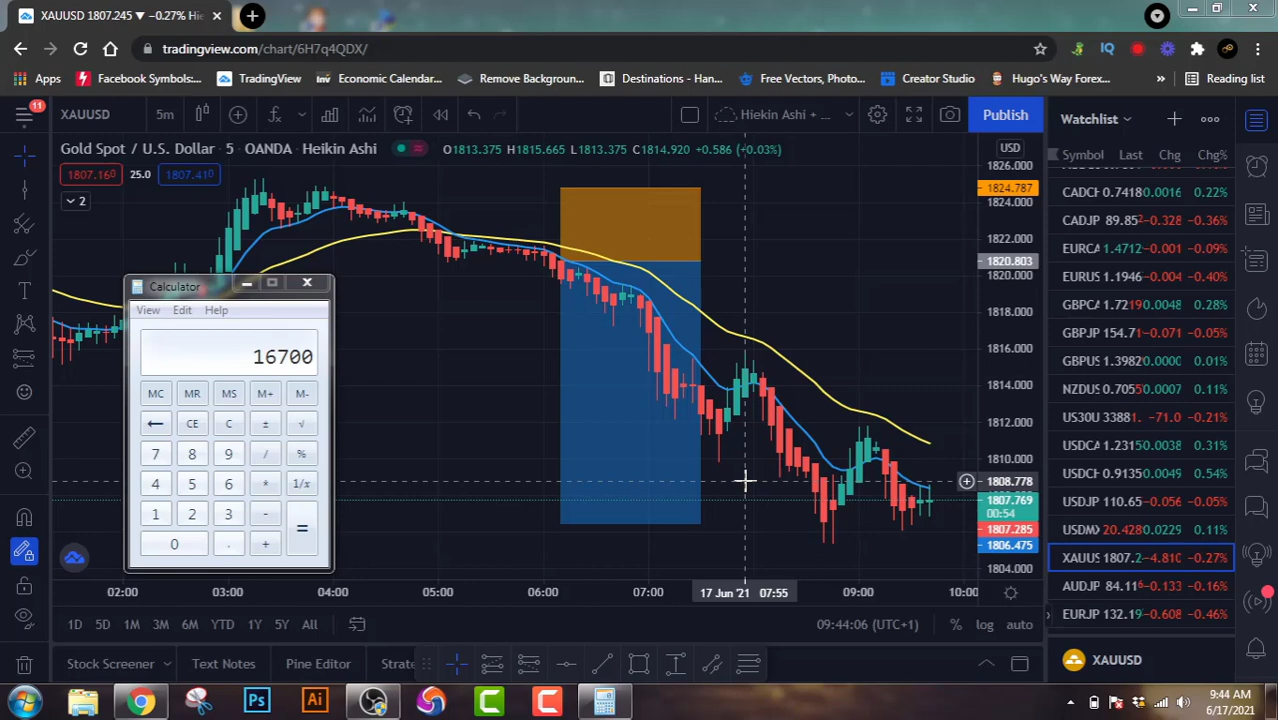 XAUUSD 1807.245 ▼ −0.27% Hie
tradingview.com/chart/6H7q4QDX/
Apps Facebook Symbols... TradingView Economic Calendar... Remove Background... Destinations - Han... Free Vectors, Photo... Creator Studio Hugo's Way Forex... » Reading list
11
XAUUSD 5m Hiekin Ashi + ... Publish
Watchlist
Gold Spot / U.S. Dollar · 5 · OANDA · Heikin Ashi O1813.375 H1815.665 L1813.375 C1814.920 +0.586 (+0.03%)
USD
1807.160 25.0 1807.410
2
Symbol Last Chg Chg%
CADCH 0.7418 0.0016 0.22%
CADJP 89.852 −0.328 −0.36%
EURCA 1.4712 −0.001 −0.09%
EURUS 1.1946 −0.004 −0.40%
GBPCA 1.7219 0.0048 0.28%
GBPJP 154.71 −0.071 −0.05%
GBPUS 1.3982 0.0000 0.01%
NZDUS 0.7055 0.0007 0.11%
US30U 33881. −71.0 −0.21%
USDCA 1.2315 0.0038 0.31%
USDCH 0.9135 0.0049 0.54%
USDJP 110.65 −0.056 −0.05%
USDMX 20.428 0.0229 0.11%
XAUUS 1807.2 −4.810 −0.27%
AUDJP 84.116 −0.133 −0.16%
EURJP 132.19 −0.608 −0.46%
1826.000
1824.787
1824.000
1822.000
1820.803
1820.000
1818.000
1816.000
1814.000
1812.000
1810.000
1808.778
1807.769
00:54
1807.285
1806.475
1804.000
Calculator
View Edit Help
16700
MC MR MS M+ M-
← CE C ± √
7 8 9 / %
4 5 6 * 1/x
1 2 3 - =
0 . +
02:00 03:00 04:00 05:00 06:00 07:00 17 Jun '21 07:55 09:00 10:00
1D 5D 1M 3M 6M YTD 1Y 5Y All 09:44:06 (UTC+1) % log auto
Stock Screener Text Notes Pine Editor Strate
XAUUSD
Ps Ai C C
9:44 AM
6/17/2021